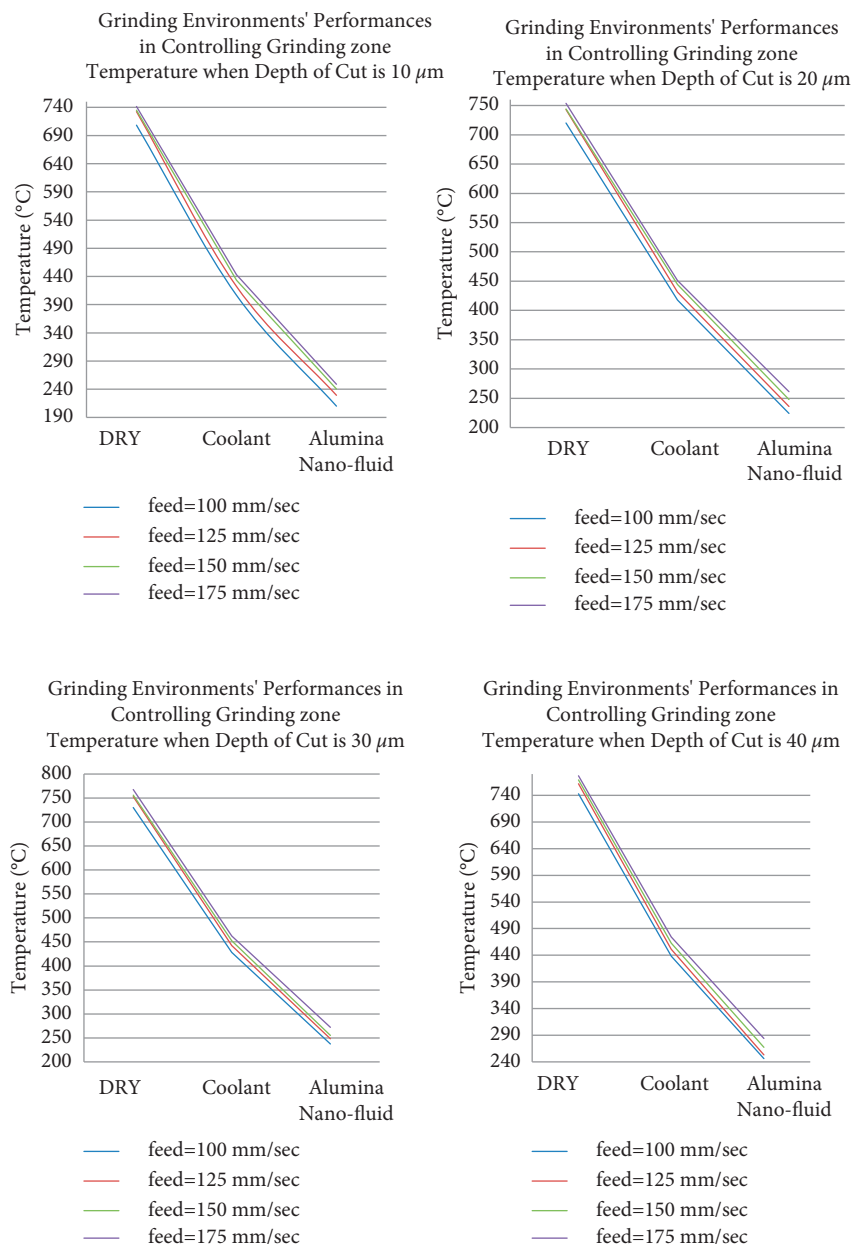 Grinding Environments' Performances
in Controlling Grinding zone
Temperature when Depth of Cut is 10 μm
Temperature (°C)
740
690
640
590
540
490
440
390
340
290
240
190
DRY
Coolant
Alumina
Nano-fluid
feed=100 mm/sec
feed=125 mm/sec
feed=150 mm/sec
feed=175 mm/sec
Grinding Environments' Performances
in Controlling Grinding zone
Temperature when Depth of Cut is 20 μm
Temperature (°C)
750
700
650
600
550
500
450
400
350
300
250
200
DRY
Coolant
Alumina
Nano-fluid
feed=100 mm/sec
feed=125 mm/sec
feed=150 mm/sec
feed=175 mm/sec
Grinding Environments' Performances in
Controlling Grinding zone
Temperature when Depth of Cut is 30 μm
Temperature (°C)
800
750
700
650
600
550
500
450
400
350
300
250
200
DRY
Coolant
Alumina
Nano-fluid
feed=100 mm/sec
feed=125 mm/sec
feed=150 mm/sec
feed=175 mm/sec
Grinding Environments' Performances in
Controlling Grinding zone
Temperature when Depth of Cut is 40 μm
Temperature (°C)
740
690
640
590
540
490
440
390
340
290
240
DRY
Coolant
Alumina
Nano-fluid
feed=100 mm/sec
feed=125 mm/sec
feed=150 mm/sec
feed=175 mm/sec